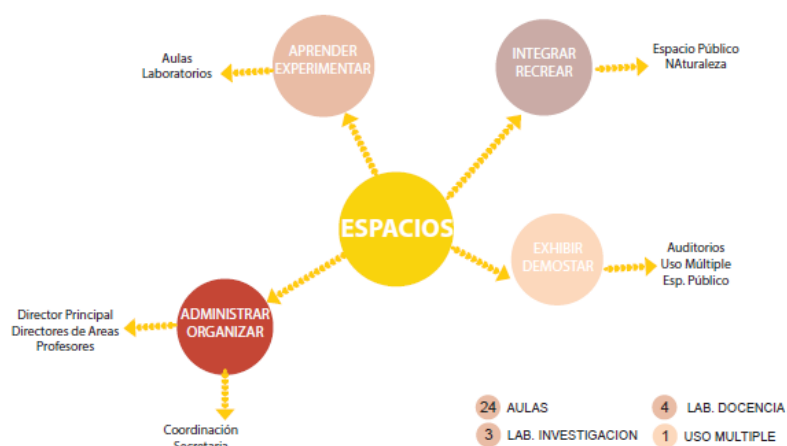 APRENDER
EXPERIMENTAR
Aulas
Laboratorios
INTEGRAR
RECREAR
Espacio Público
NAturaleza
ESPACIOS
EXHIBIR
DEMOSTAR
Auditorios
Uso Múltiple
Esp. Público
ADMINISTRAR
ORGANIZAR
Director Principal
Directores de Areas
Profesores
Coordinación
Secretaria
24 AULAS
4 LAB. DOCENCIA
3 LAB. INVESTIGACION
1 USO MULTIPLE